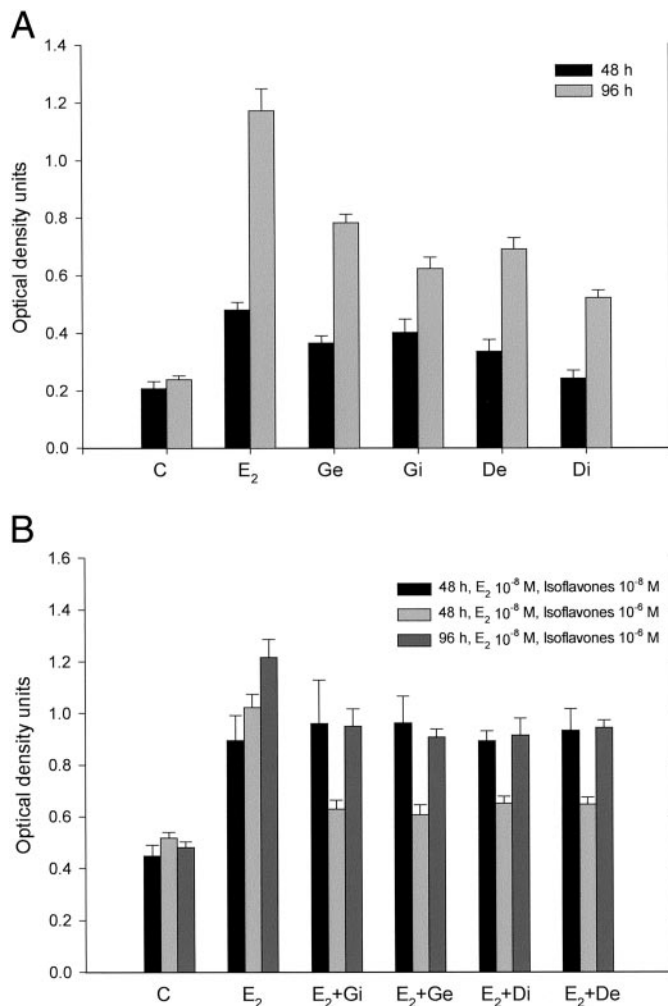 A
1.4
1.2
1.0
0.8
0.6
0.4
0.2
0.0
Optical density units
48 h
96 h
C E₂ Ge Gi De Di
B
1.6
1.4
1.2
1.0
0.8
0.6
0.4
0.2
0.0
Optical density units
48 h, E₂ 10⁻⁸ M, Isoflavones 10⁻⁸ M
48 h, E₂ 10⁻⁸ M, Isoflavones 10⁻⁶ M
96 h, E₂ 10⁻⁸ M, Isoflavones 10⁻⁶ M
C E₂ E₂+Gi E₂+Ge E₂+Di E₂+De